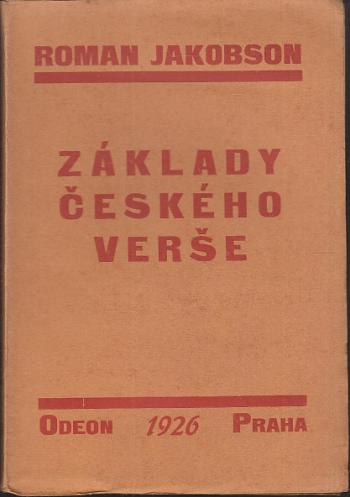 ROMAN JAKOBSON
ZÁKLADY
ČESKÉHO
VERŠE
ODEON 1926 PRAHA